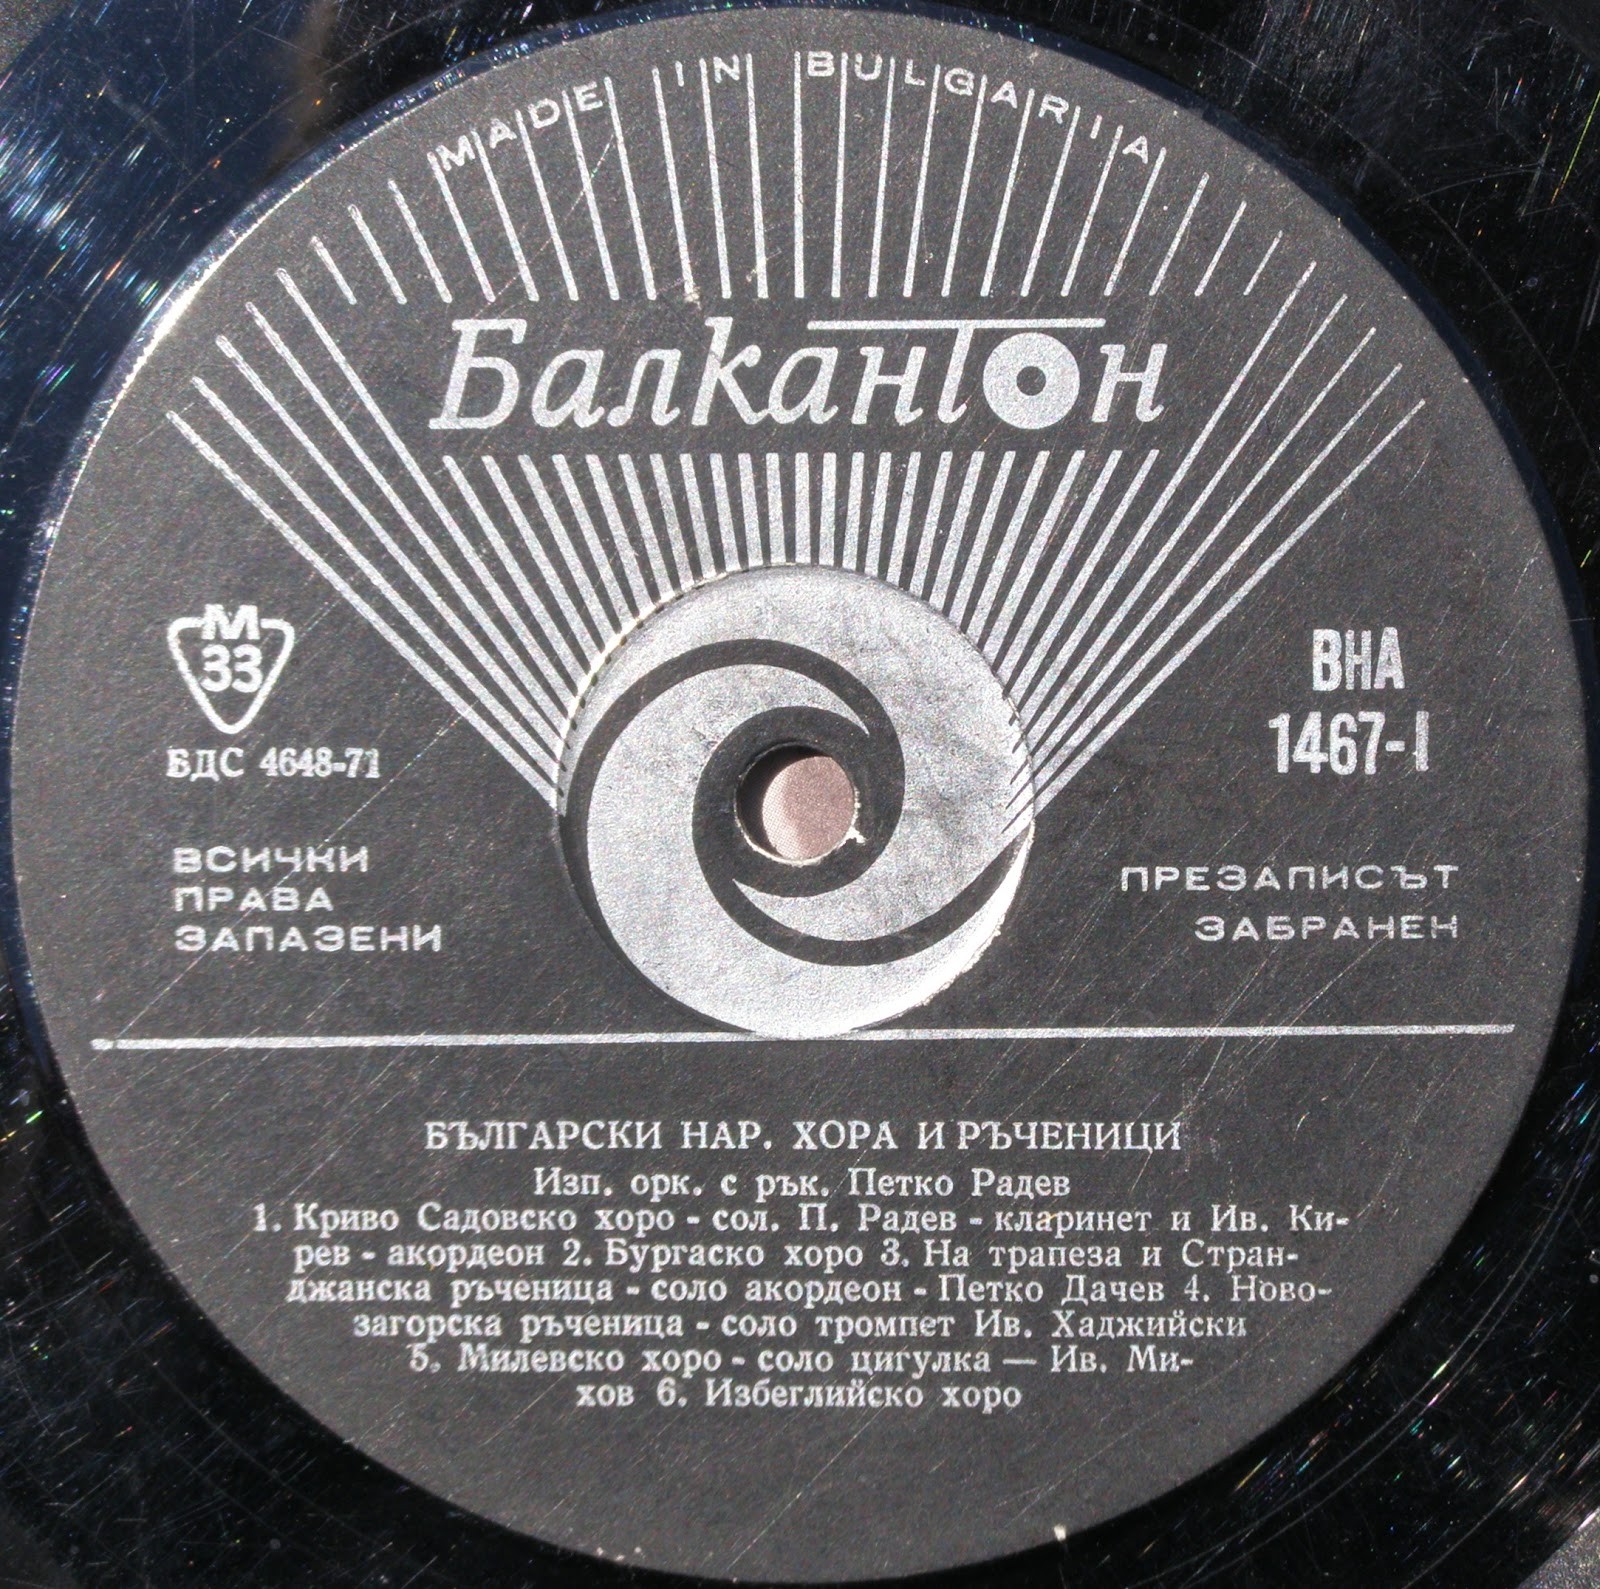 MADE IN BULGARIA
Балкантон
М
33
БДС 4648-71
ВСИЧКИ
ПРАВА
ЗАПАЗЕНИ
ВНА
1467-I
ПРЕЗАПИСЪТ
ЗАБРАНЕН
БЪЛГАРСКИ НАР. ХОРА И РЪЧЕНИЦИ
Изп. орк. с рък. Петко Радев
1. Криво Садовско хоро - сол. П. Радев - кларинет и Ив. Ки-
рев - акордеон 2. Бургаско хоро 3. На трапеза и Стран-
джанска ръченица - соло акордеон - Петко Дачев 4. Ново-
загорска ръченица - соло тромпет Ив. Хаджийски
5. Милевско хоро - соло цигулка — Ив. Ми-
хов 6. Избеглийско хоро